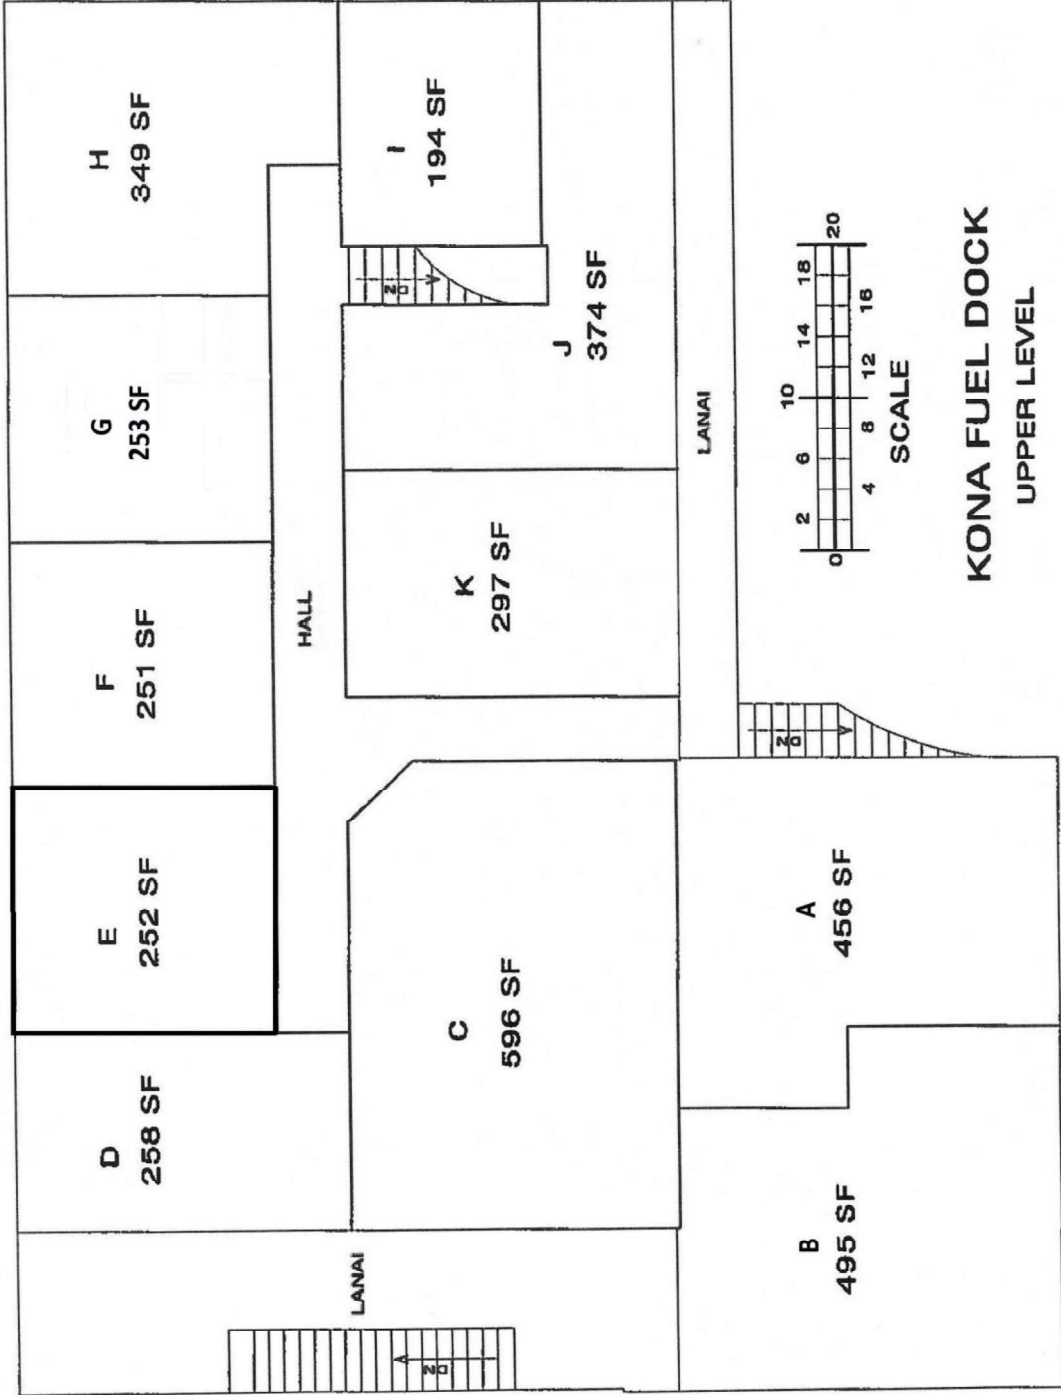 H
349 SF
G
253 SF
F
251 SF
E
252 SF
D
258 SF
HALL
I
194 SF
DN
J
374 SF
K
297 SF
C
596 SF
LANAI
DN
LANAI
DN
A
456 SF
B
495 SF
0 2 4 6 8 10 12 14 16 18 20
SCALE
KONA FUEL DOCK
UPPER LEVEL